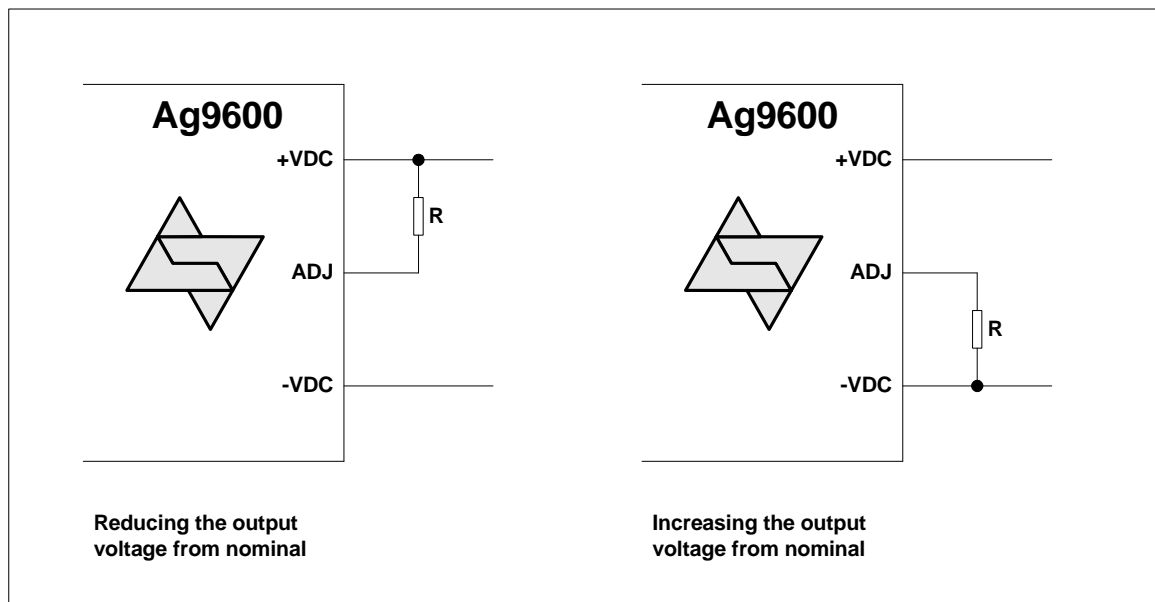 Ag9600
+VDC
R
ADJ
-VDC
Reducing the output
voltage from nominal
Ag9600
+VDC
ADJ
R
-VDC
Increasing the output
voltage from nominal